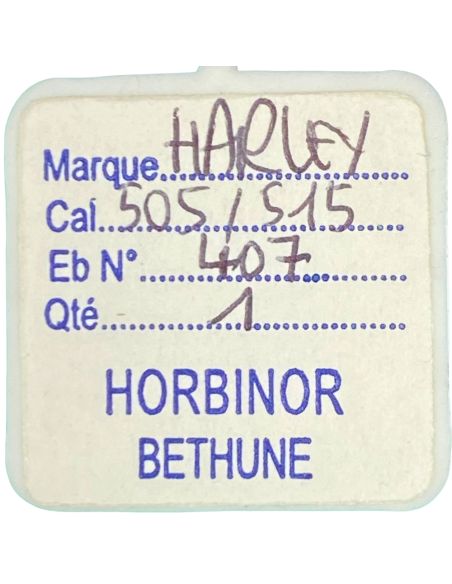 Marque HARLEY
Cal. 505/515
Eb N° 407
Qté 1
HORBINOR
BETHUNE